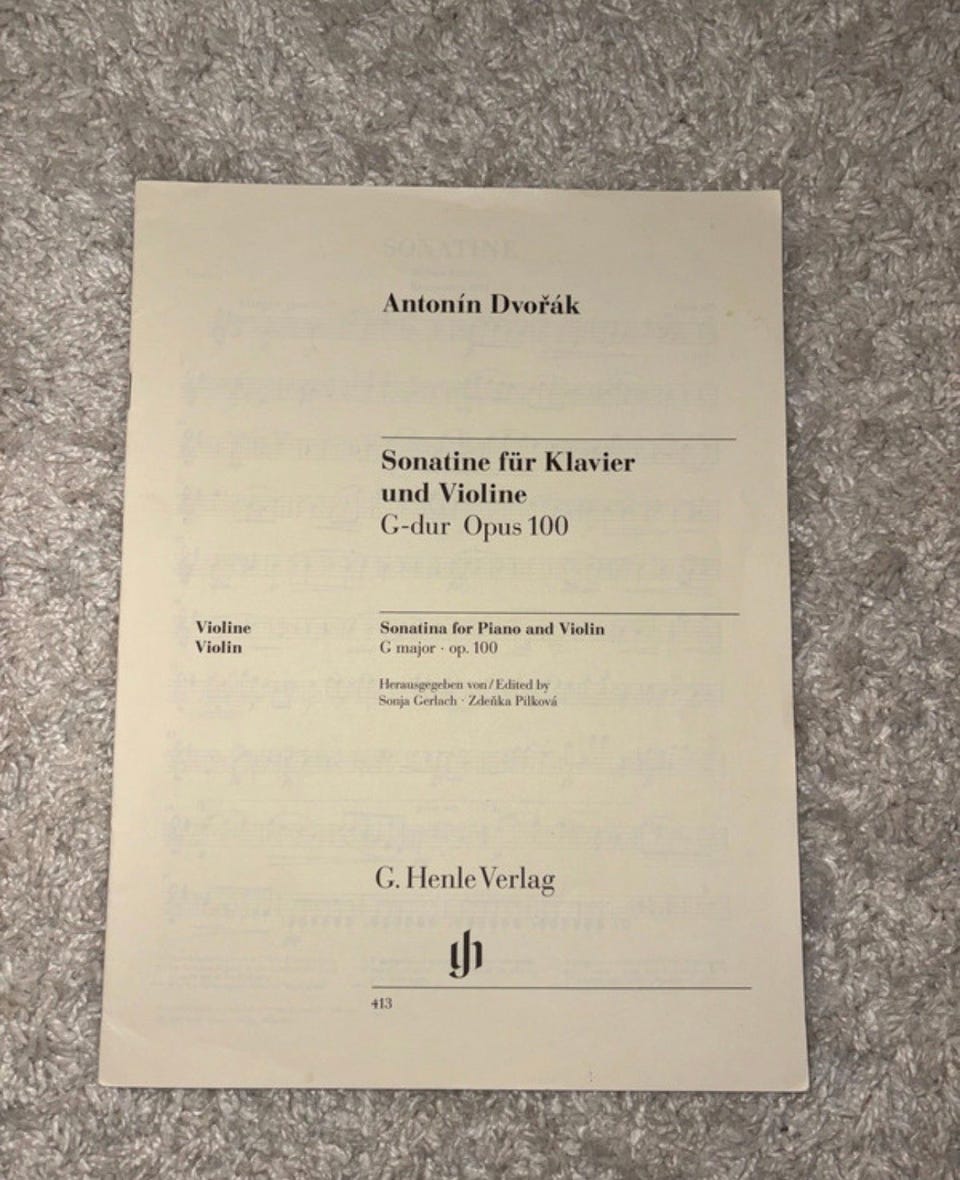 SONATINE
Antonín Dvořák
Sonatine für Klavier
und Violine
G-dur Opus 100
Violine
Violin
Sonatina for Piano and Violin
G major · op. 100
Herausgegeben von/Edited by
Sonja Gerlach · Zdeňka Pilková
G. Henle Verlag
413